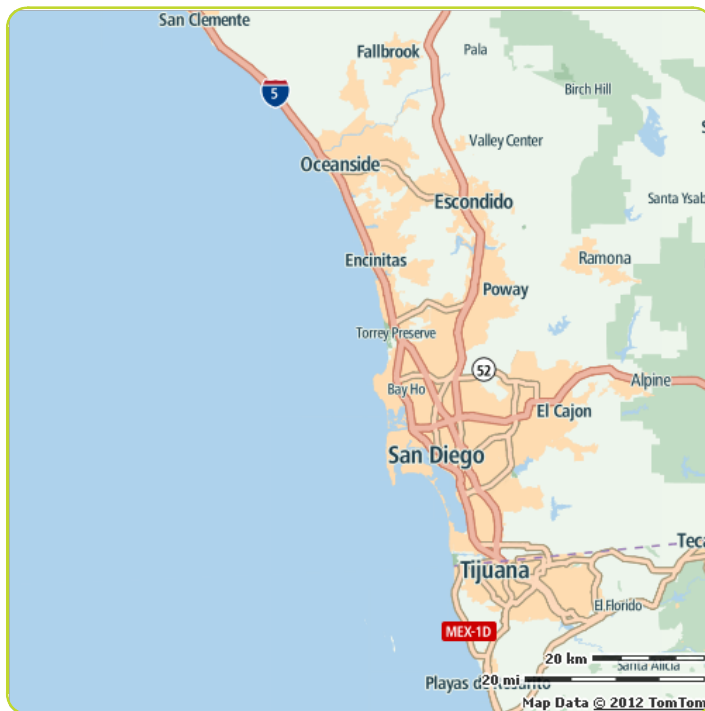 San Clemente
Fallbrook
Pala
5
Birch Hill
Valley Center
Oceanside
Escondido
Santa Ysab
Encinitas
Ramona
Poway
Torrey Preserve
52
Alpine
Bay Ho
El Cajon
San Diego
Teca
Tijuana
El Florido
MEX-1D
20 km
Santa Alicia
20 mi
Playas de Rosarito
Map Data © 2012 TomTom